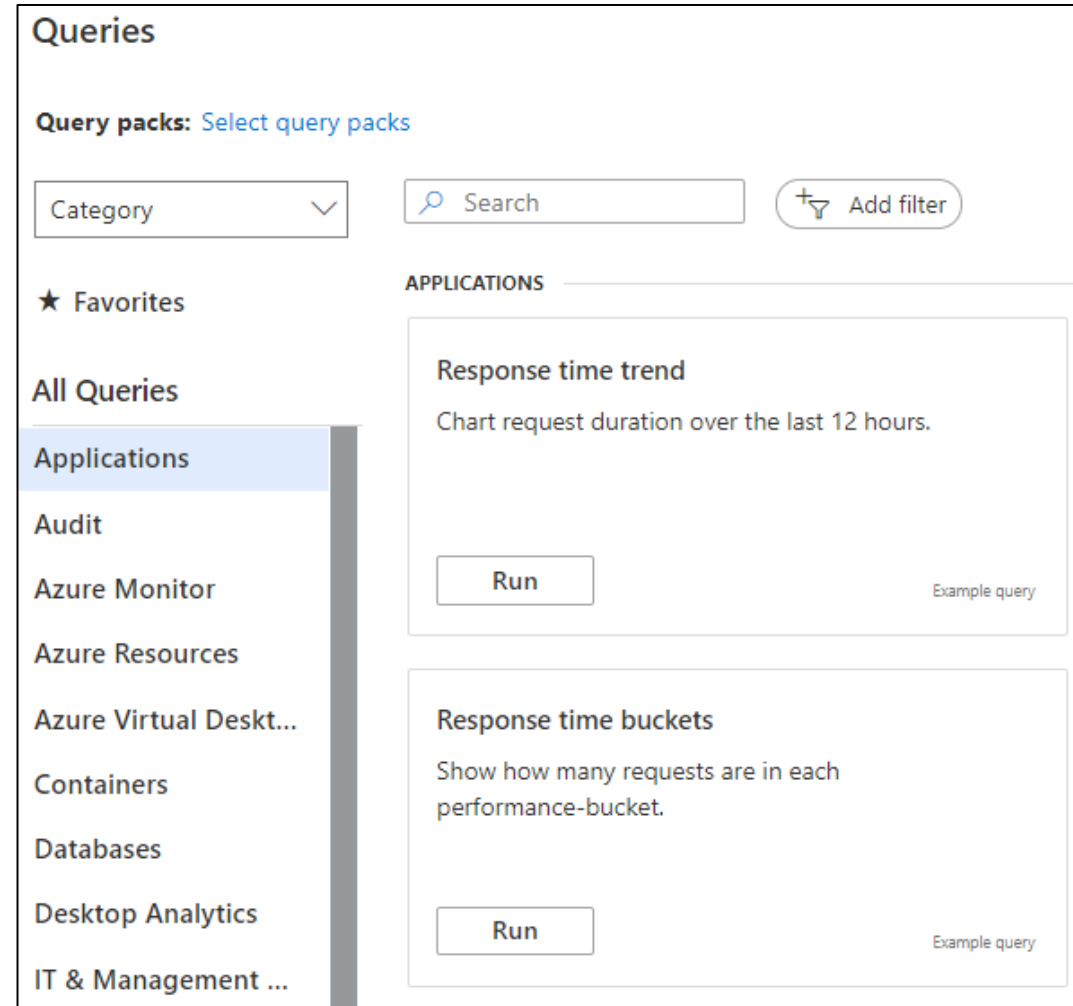 Queries
Query packs: Select query packs
Category
Search
Add filter
★ Favorites
All Queries
Applications
Audit
Azure Monitor
Azure Resources
Azure Virtual Deskt...
Containers
Databases
Desktop Analytics
IT & Management ...
APPLICATIONS
Response time trend
Chart request duration over the last 12 hours.
Run
Example query
Response time buckets
Show how many requests are in each
performance-bucket.
Run
Example query